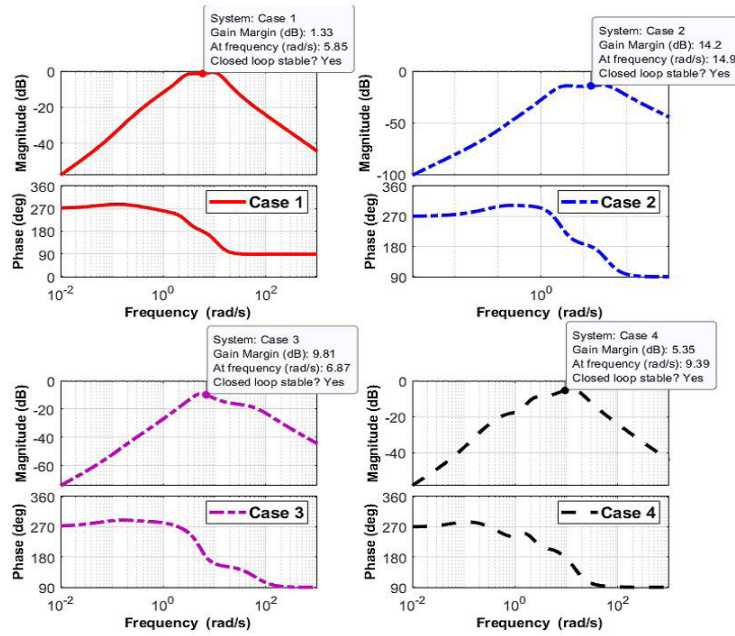 System: Case 1
Gain Margin (dB): 1.33
At frequency (rad/s): 5.85
Closed loop stable? Yes
System: Case 2
Gain Margin (dB): 14.2
At frequency (rad/s): 14.9
Closed loop stable? Yes
Magnitude (dB)
0
-20
-40
Phase (deg)
360
270
180
90
0
Case 1
10^-2
10^0
10^2
Frequency (rad/s)
Magnitude (dB)
0
-50
-100
Phase (deg)
360
270
180
90
Case 2
10^0
Frequency (rad/s)
System: Case 3
Gain Margin (dB): 9.81
At frequency (rad/s): 6.87
Closed loop stable? Yes
System: Case 4
Gain Margin (dB): 5.35
At frequency (rad/s): 9.39
Closed loop stable? Yes
Magnitude (dB)
0
-20
-40
-60
Phase (deg)
360
270
180
90
Case 3
10^-2
10^0
10^2
Frequency (rad/s)
Magnitude (dB)
0
-20
-40
Phase (deg)
360
270
180
90
Case 4
10^-2
10^0
10^2
Frequency (rad/s)